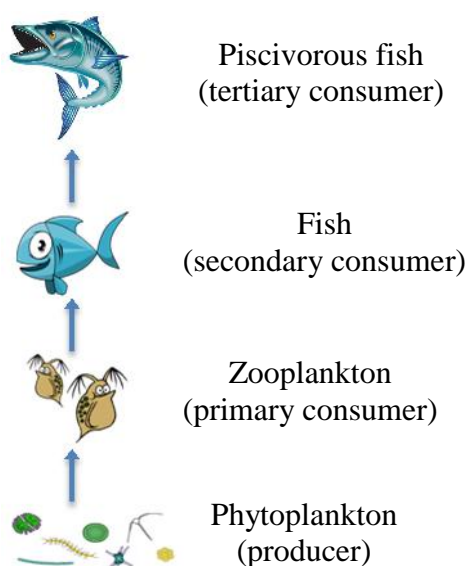 Piscivorous fish
(tertiary consumer)
Fish
(secondary consumer)
Zooplankton
(primary consumer)
Phytoplankton
(producer)